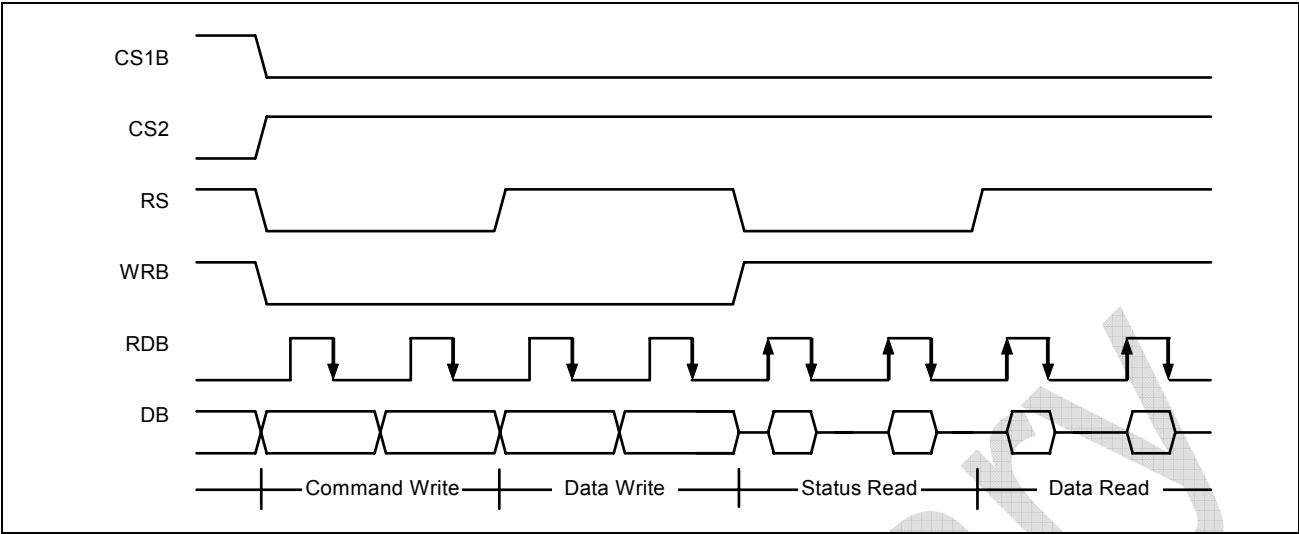 CS1B
CS2
RS
WRB
RDB
DB
Command Write Data Write Status Read Data Read